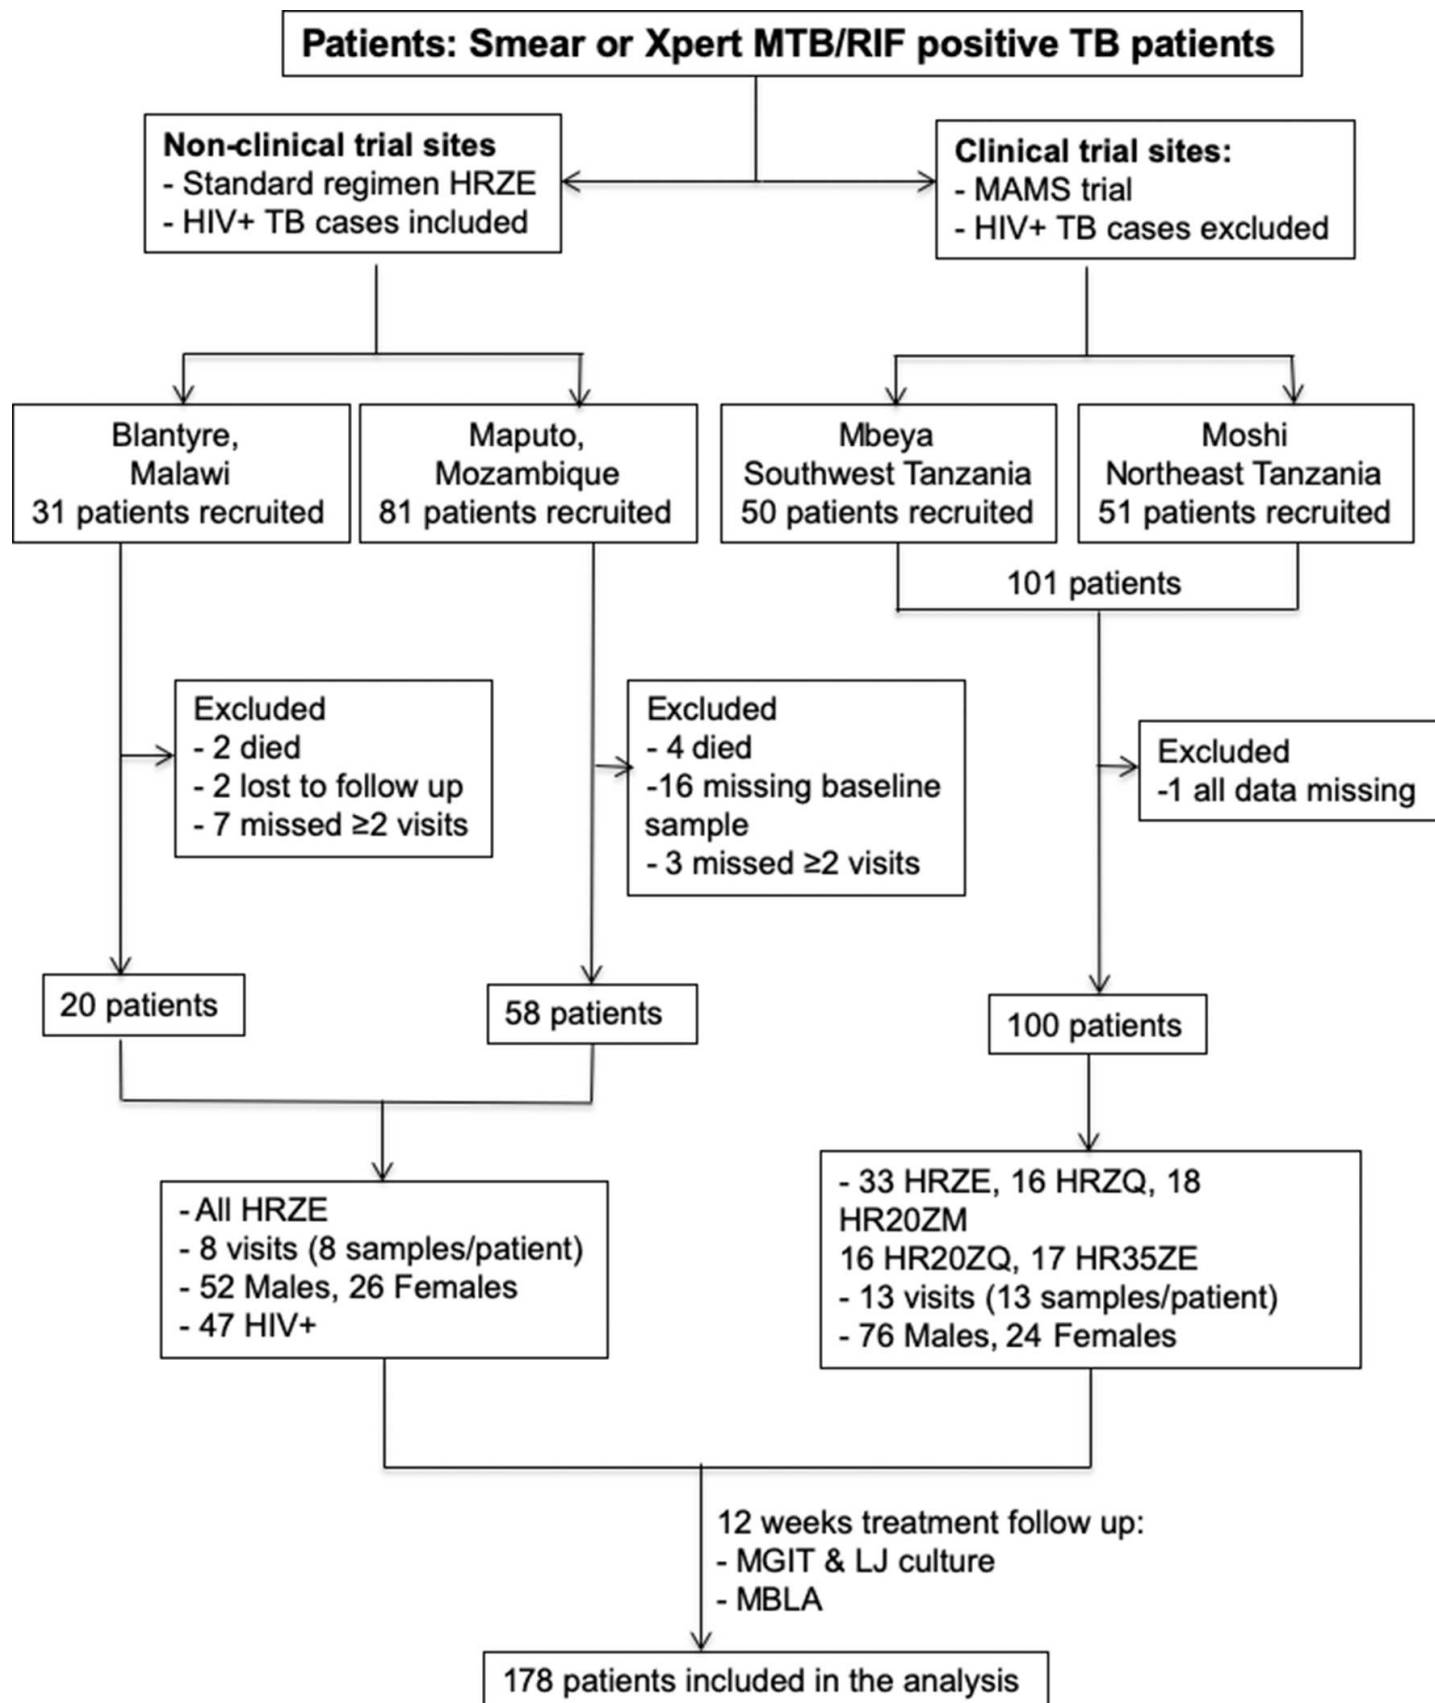 Patients: Smear or Xpert MTB/RIF positive TB patients
Non-clinical trial sites
- Standard regimen HRZE
- HIV+ TB cases included
Clinical trial sites:
- MAMS trial
- HIV+ TB cases excluded
Blantyre,
Malawi
31 patients recruited
Maputo,
Mozambique
81 patients recruited
Mbeya
Southwest Tanzania
50 patients recruited
Moshi
Northeast Tanzania
51 patients recruited
101 patients
Excluded
- 2 died
- 2 lost to follow up
- 7 missed ≥2 visits
Excluded
- 4 died
-16 missing baseline
sample
- 3 missed ≥2 visits
Excluded
-1 all data missing
20 patients
58 patients
100 patients
- All HRZE
- 8 visits (8 samples/patient)
- 52 Males, 26 Females
- 47 HIV+
- 33 HRZE, 16 HRZQ, 18
HR20ZM
16 HR20ZQ, 17 HR35ZE
- 13 visits (13 samples/patient)
- 76 Males, 24 Females
12 weeks treatment follow up:
- MGIT & LJ culture
- MBLA
178 patients included in the analysis